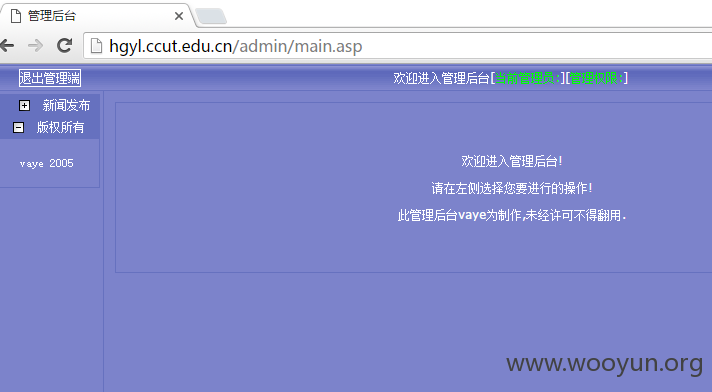 管理后台
hgyl.ccut.edu.cn/admin/main.asp
退出管理端
欢迎进入管理后台[当前管理员:][管理权限:]
新闻发布
版权所有
vaye 2005
欢迎进入管理后台!
请在左侧选择您要进行的操作!
此管理后台vaye为制作,未经许可不得翻用.
www.wooyun.org